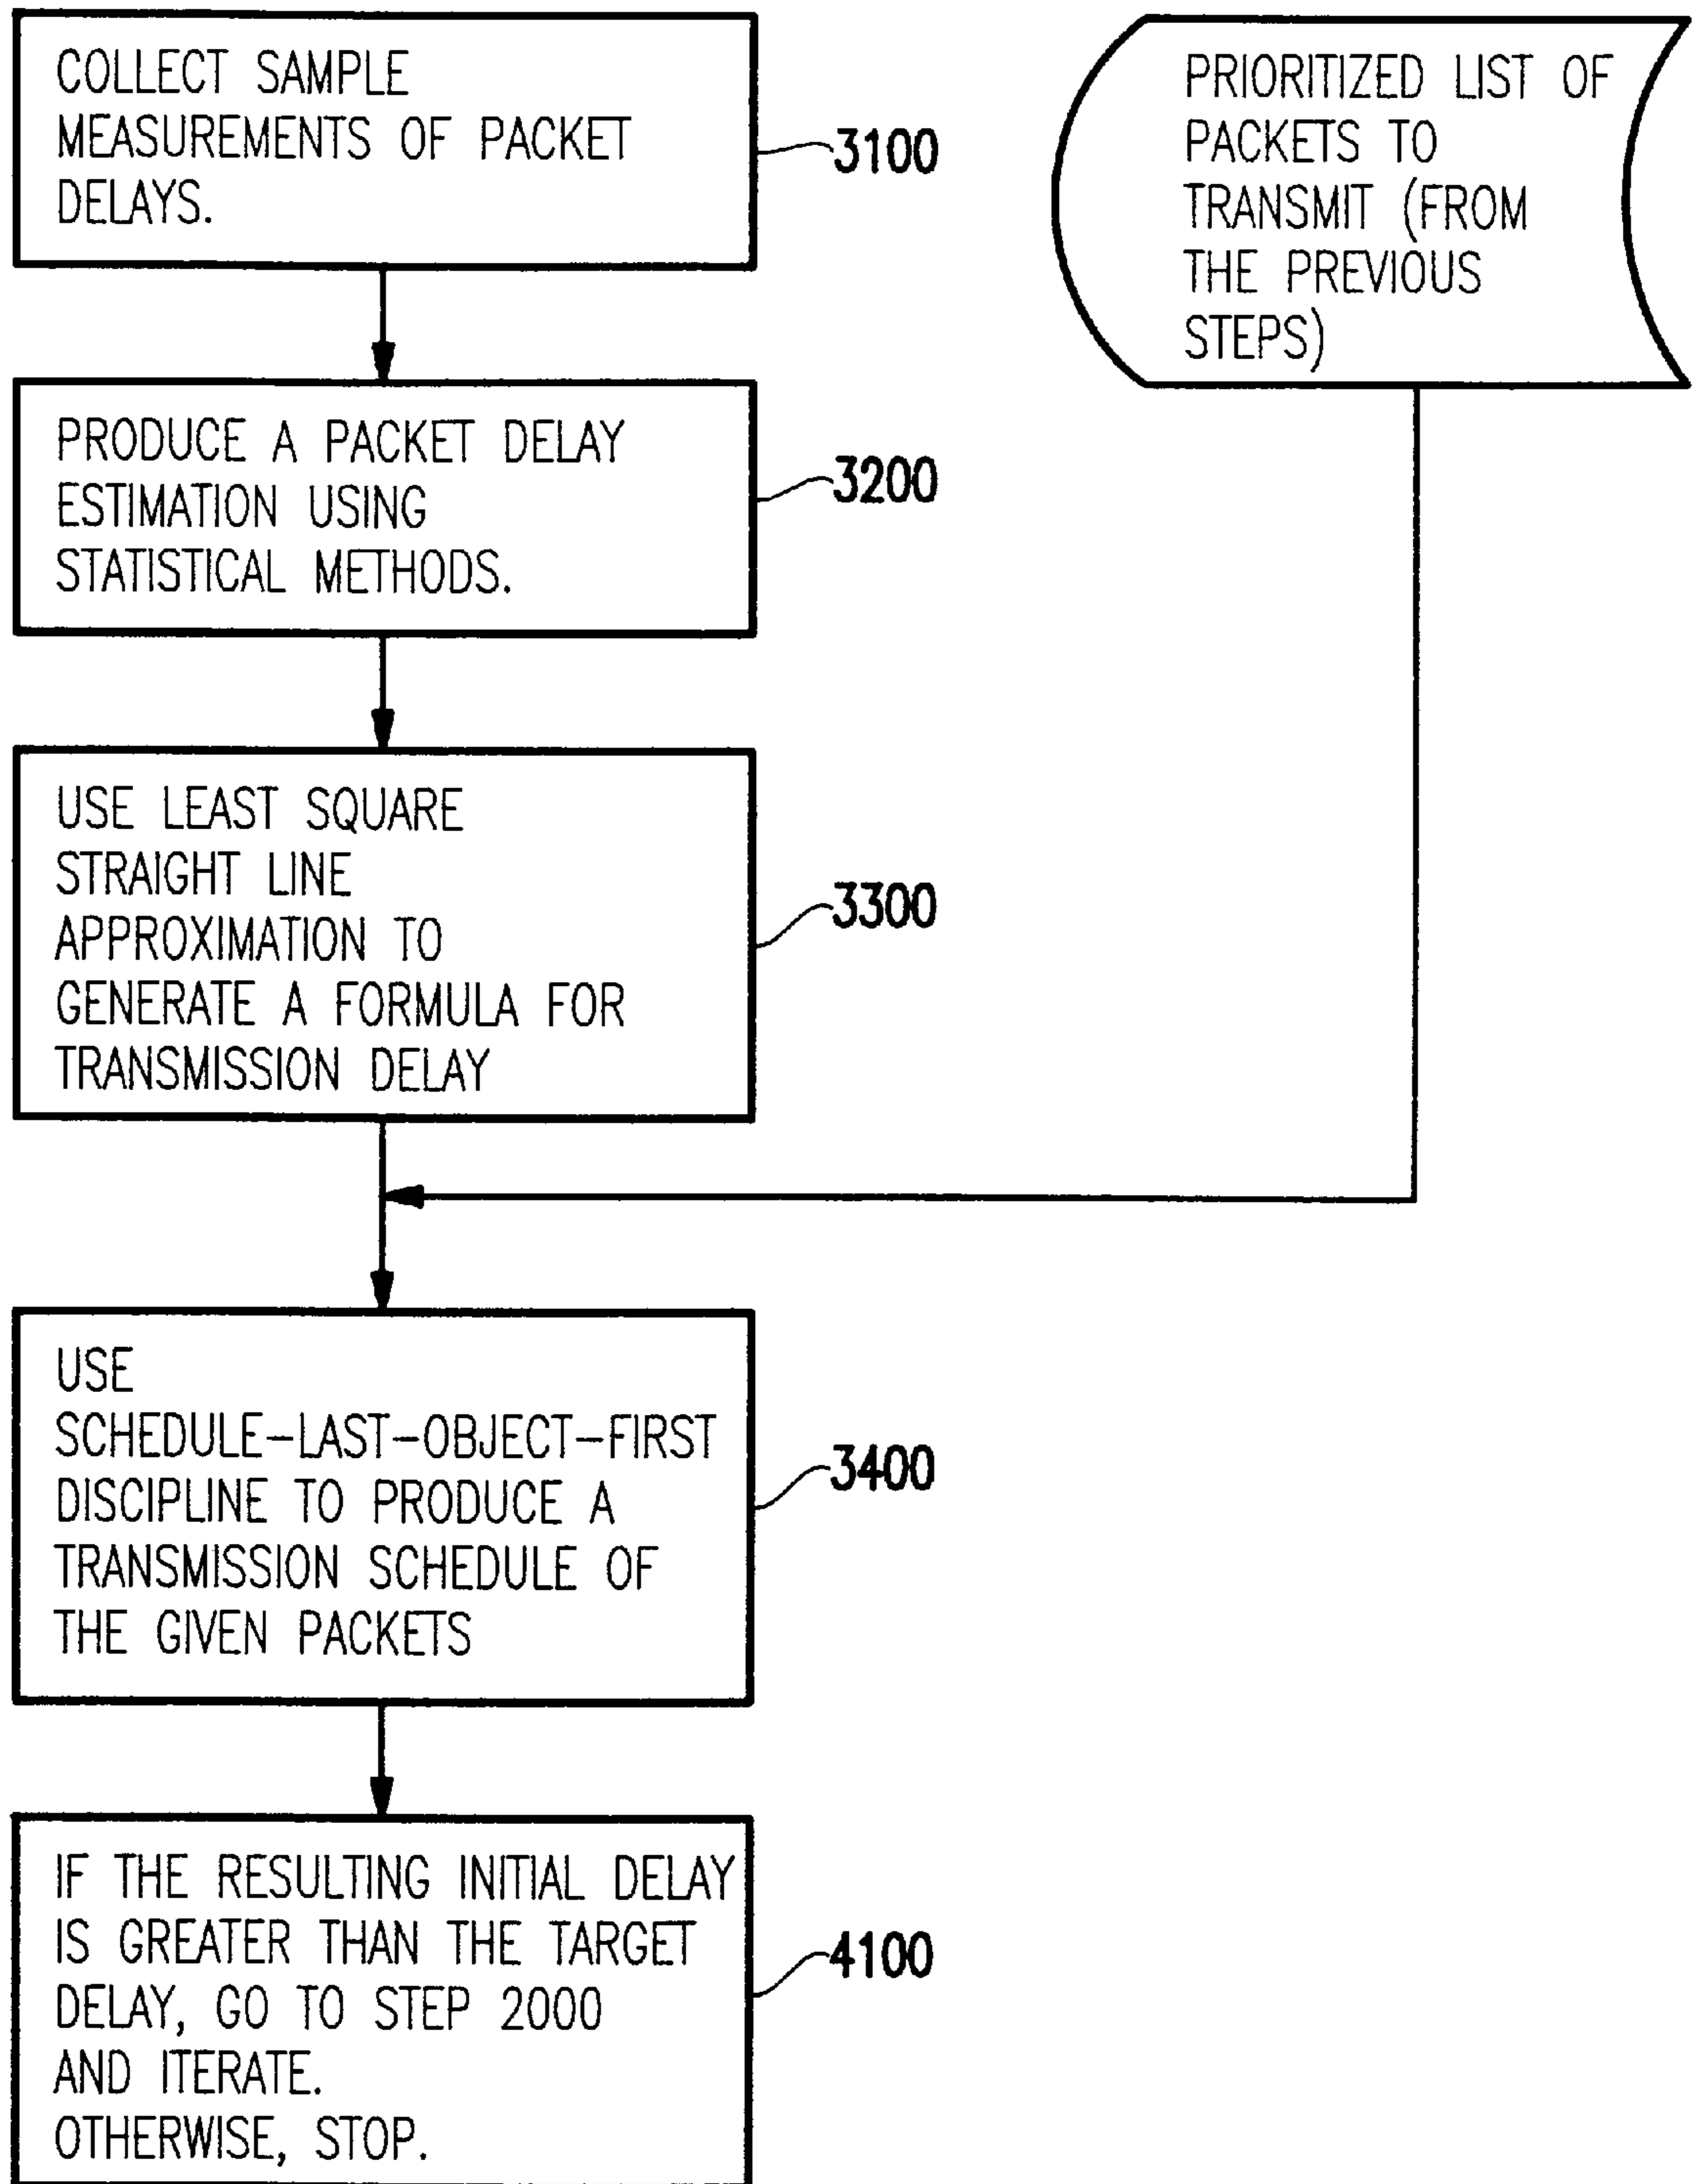 COLLECT SAMPLE
MEASUREMENTS OF PACKET
DELAYS.
3100
PRIORITIZED LIST OF
PACKETS TO
TRANSMIT (FROM
THE PREVIOUS
STEPS)
PRODUCE A PACKET DELAY
ESTIMATION USING
STATISTICAL METHODS.
3200
USE LEAST SQUARE
STRAIGHT LINE
APPROXIMATION TO
GENERATE A FORMULA FOR
TRANSMISSION DELAY
3300
USE
SCHEDULE-LAST-OBJECT-FIRST
DISCIPLINE TO PRODUCE A
TRANSMISSION SCHEDULE OF
THE GIVEN PACKETS
3400
IF THE RESULTING INITIAL DELAY
IS GREATER THAN THE TARGET
DELAY, GO TO STEP 2000
AND ITERATE.
OTHERWISE, STOP.
4100